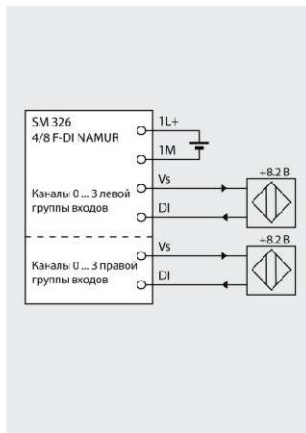 SM 326
4/8 F-DI NAMUR
1L+
1M
Каналы 0 ... 3 левой
группы входов
Vs
DI
+8.2 В
Каналы 0 ... 3 правой
группы входов
Vs
DI
+8.2 В